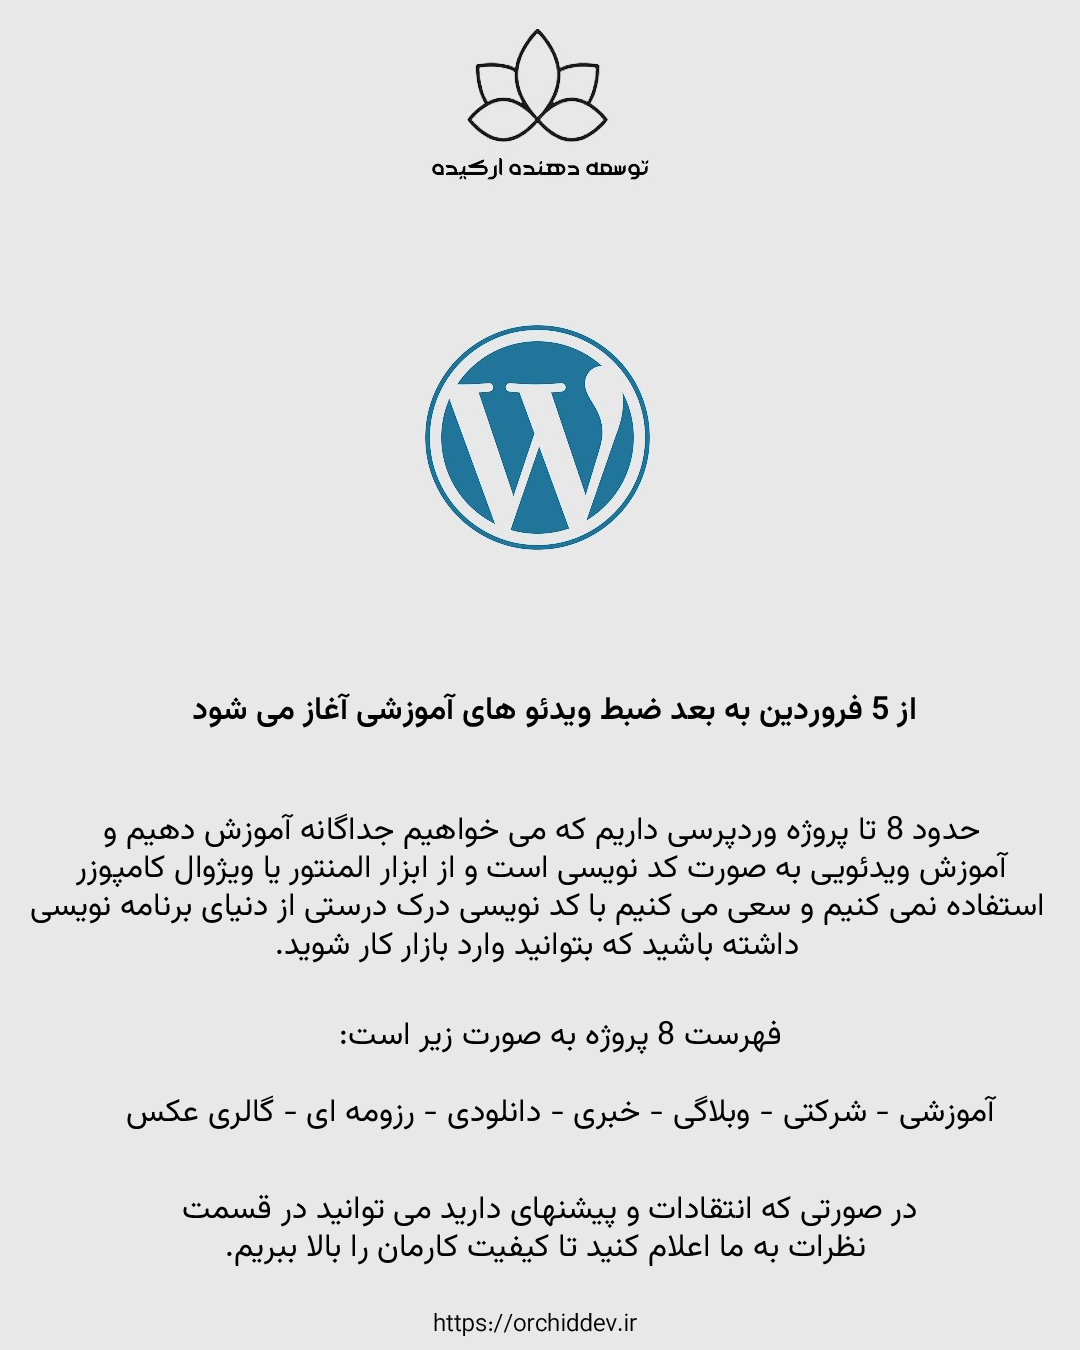 توسعه دهنده ارکیده
از 5 فروردین به بعد ضبط ویدئو های آموزشی آغاز می شود
حدود 8 تا پروژه وردپرسی داریم که می خواهیم جداگانه آموزش دهیم و
آموزش ویدئویی به صورت کد نویسی است و از ابزار المنتور یا ویژوال کامپوزر
استفاده نمی کنیم و سعی می کنیم با کد نویسی درک درستی از دنیای برنامه نویسی
داشته باشید که بتوانید وارد بازار کار شوید.
فهرست 8 پروژه به صورت زیر است:
آموزشی - شرکتی - وبلاگی - خبری - دانلودی - رزومه ای - گالری عکس
در صورتی که انتقادات و پیشنهای دارید می توانید در قسمت
نظرات به ما اعلام کنید تا کیفیت کارمان را بالا ببریم.
https://orchiddev.ir